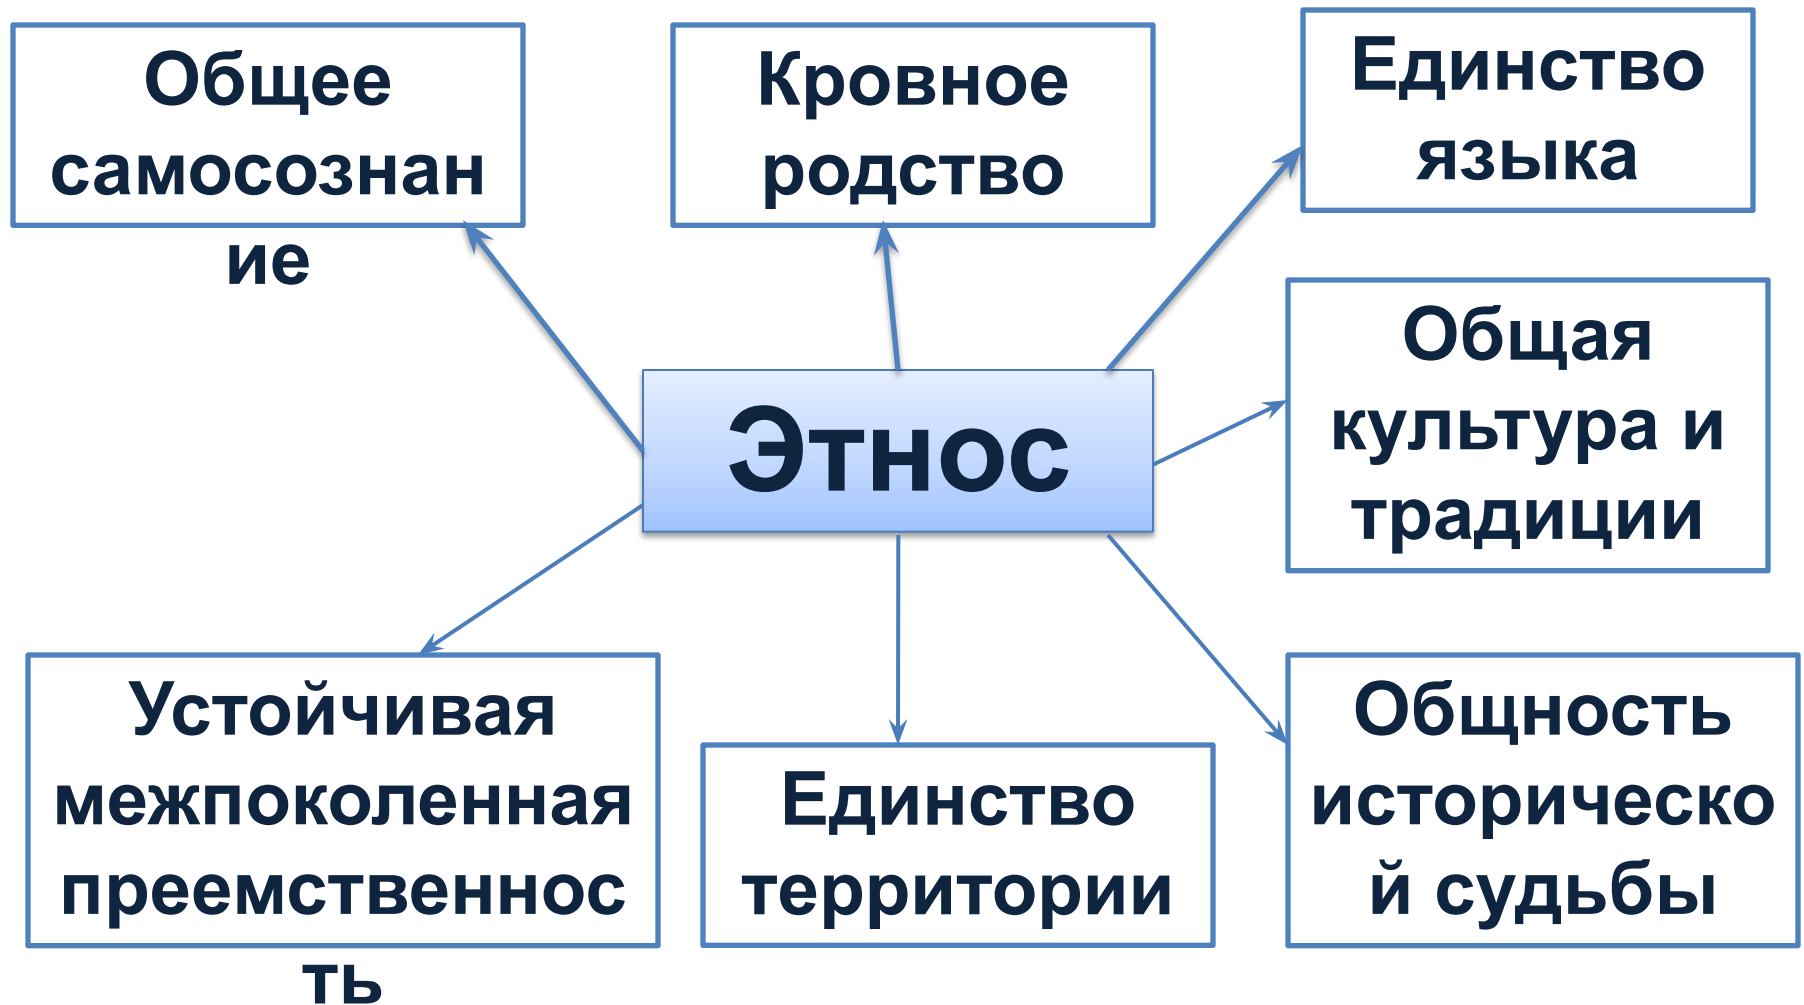 Общее
самосознан
ие
Кровное
родство
Единство
языка
Общая
культура и
традиции
Этнос
Устойчивая
межпоколенная
преемственнос
ть
Единство
территории
Общность
историческо
й судьбы